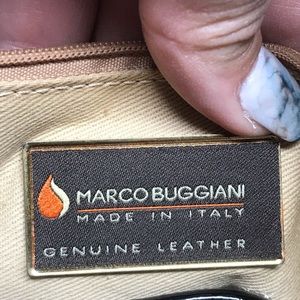 MARCO BUGGIANI
MADE IN ITALY
GENUINE LEATHER